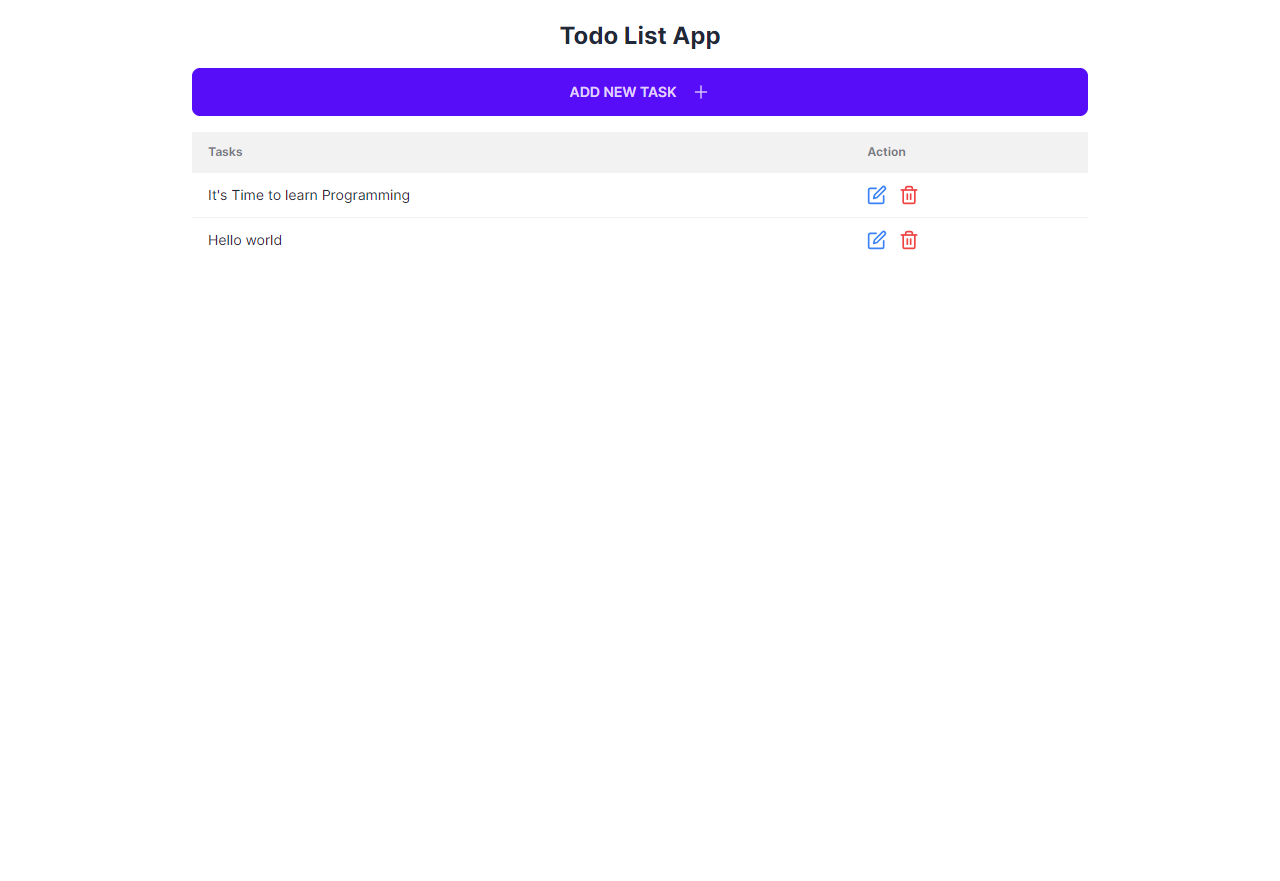 Todo List App
ADD NEW TASK
Tasks Action
It's Time to learn Programming
Hello world